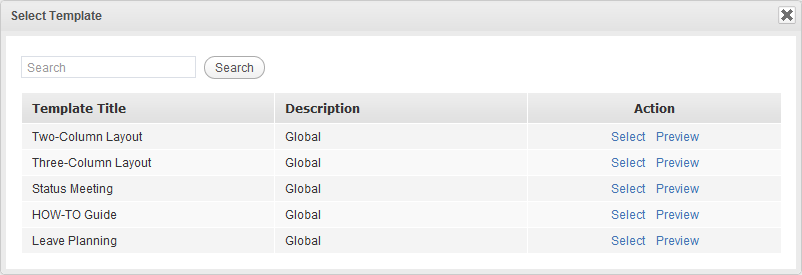 Select Template
Search Search
Template Title Description Action
Two-Column Layout Global Select Preview
Three-Column Layout Global Select Preview
Status Meeting Global Select Preview
HOW-TO Guide Global Select Preview
Leave Planning Global Select Preview